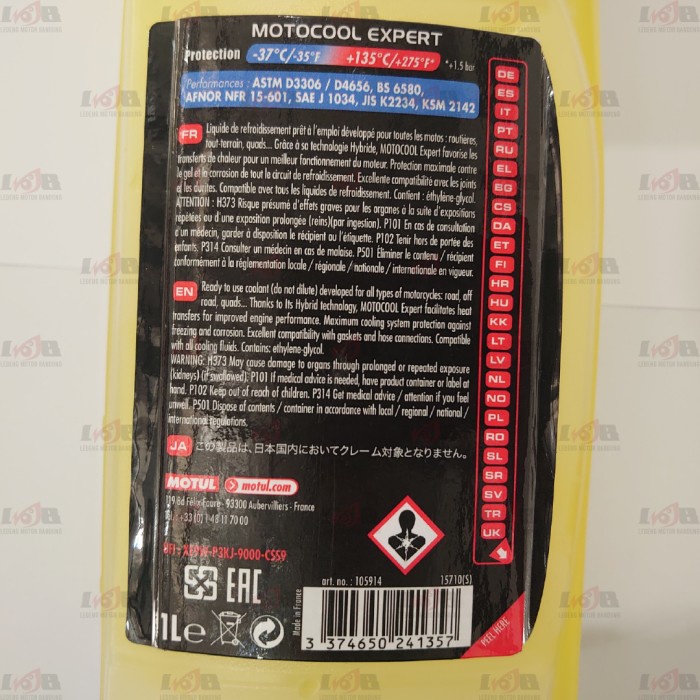 MOTOCOOL EXPERT
Protection -37°C/-35°F +135°C/+275°F* *+1.5 bar
Performances : ASTM D3306 / D4656, BS 6580,
AFNOR NFR 15-601, SAE J 1034, JIS K2234, KSM 2142
FR Liquide de refroidissement prêt à l'emploi développé pour toutes les motos : routières,
tout-terrain, quads... Grâce à sa technologie Hybride, MOTOCOOL Expert favorise les
transferts de chaleur pour un meilleur fonctionnement du moteur. Protection maximale contre
le gel et la corrosion de tout le circuit de refroidissement. Excellente compatibilité avec les joints
et les durites. Compatible avec tous les liquides de refroidissement. Contient : éthylène-glycol.
ATTENTION : H373 Risque présumé d'effets graves pour les organes à la suite d'expositions
répétées ou d'une exposition prolongée (reins)(par ingestion). P101 En cas de consultation
d'un médecin, garder à disposition le récipient ou l'étiquette. P102 Tenir hors de portée des
enfants. P314 Consulter un médecin en cas de malaise. P501 Eliminer le contenu / récipient
conformément à la réglementation locale / régionale / nationale / internationale en vigueur.
EN Ready to use coolant (do not dilute) developed for all types of motorcycles: road, off
road, quads... Thanks to Its Hybrid technology, MOTOCOOL Expert facilitates heat
transfers for improved engine performance. Maximum cooling system protection against
freezing and corrosion. Excellent compatibility with gaskets and hose connections. Compatible
with all cooling fluids. Contains: ethylene-glycol.
WARNING: H373 May cause damage to organs through prolonged or repeated exposure
(kidneys) (if swallowed). P101 If medical advice is needed, have product container or label at
hand. P102 Keep out of reach of children. P314 Get medical advice / attention if you feel
unwell. P501 Dispose of contents / container in accordance with local / regional / national /
international regulations.
JA この製品は、日本国内においてクレーム対象となりません。
MOTUL motul.com
119 Bd Félix Faure - 93300 Aubervilliers - France
Tel. : +33 (0) 1 48 11 70 00
P3KJ-9000-CSS9
EAC
1L e
Made in France
art. no. : 105914 15710(5)
3 374650 241357
PEEL HERE
DE
ES
IT
PT
RU
EL
BG
CS
DA
ET
FI
HR
HU
KK
LT
LV
NL
NO
PL
RO
SL
SR
SV
TR
UK
LEGEND MOTOR BANDUNG